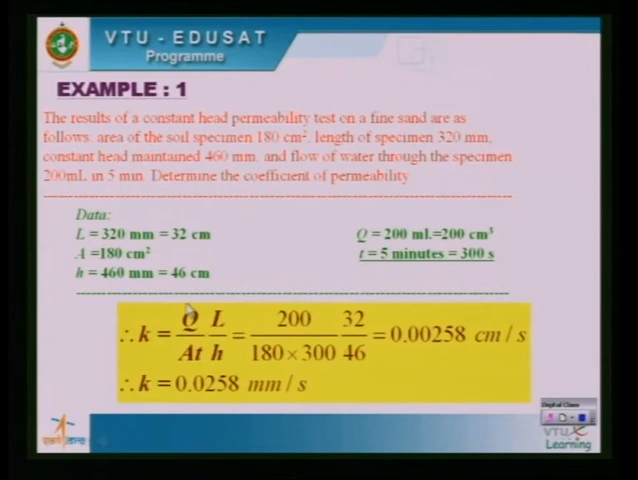 VTU - EDUSAT
Programme
EXAMPLE : 1
The results of a constant head permeability test on a fine sand are as
follows: area of the soil specimen 180 cm², length of specimen 320 mm,
constant head maintained 460 mm, and flow of water through the specimen
200mL in 5 min. Determine the coefficient of permeability
Data:
L = 320 mm = 32 cm
Q = 200 ml.=200 cm³
A =180 cm²
t = 5 minutes = 300 s
h = 460 mm = 46 cm
∴ k = Q/At L/h = 200/180×300 32/46 = 0.00258 cm / s
∴ k = 0.0258 mm / s
Digital Class
VTU
Learning